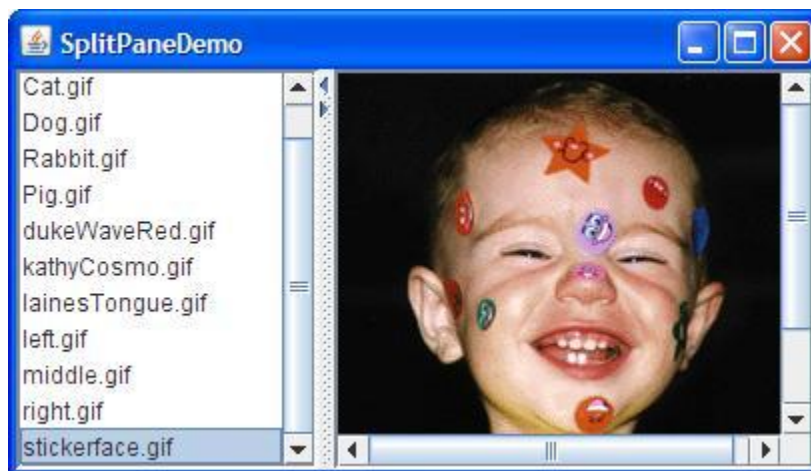 SplitPaneDemo
Cat.gif
Dog.gif
Rabbit.gif
Pig.gif
dukeWaveRed.gif
kathyCosmo.gif
lainesTongue.gif
left.gif
middle.gif
right.gif
stickerface.gif